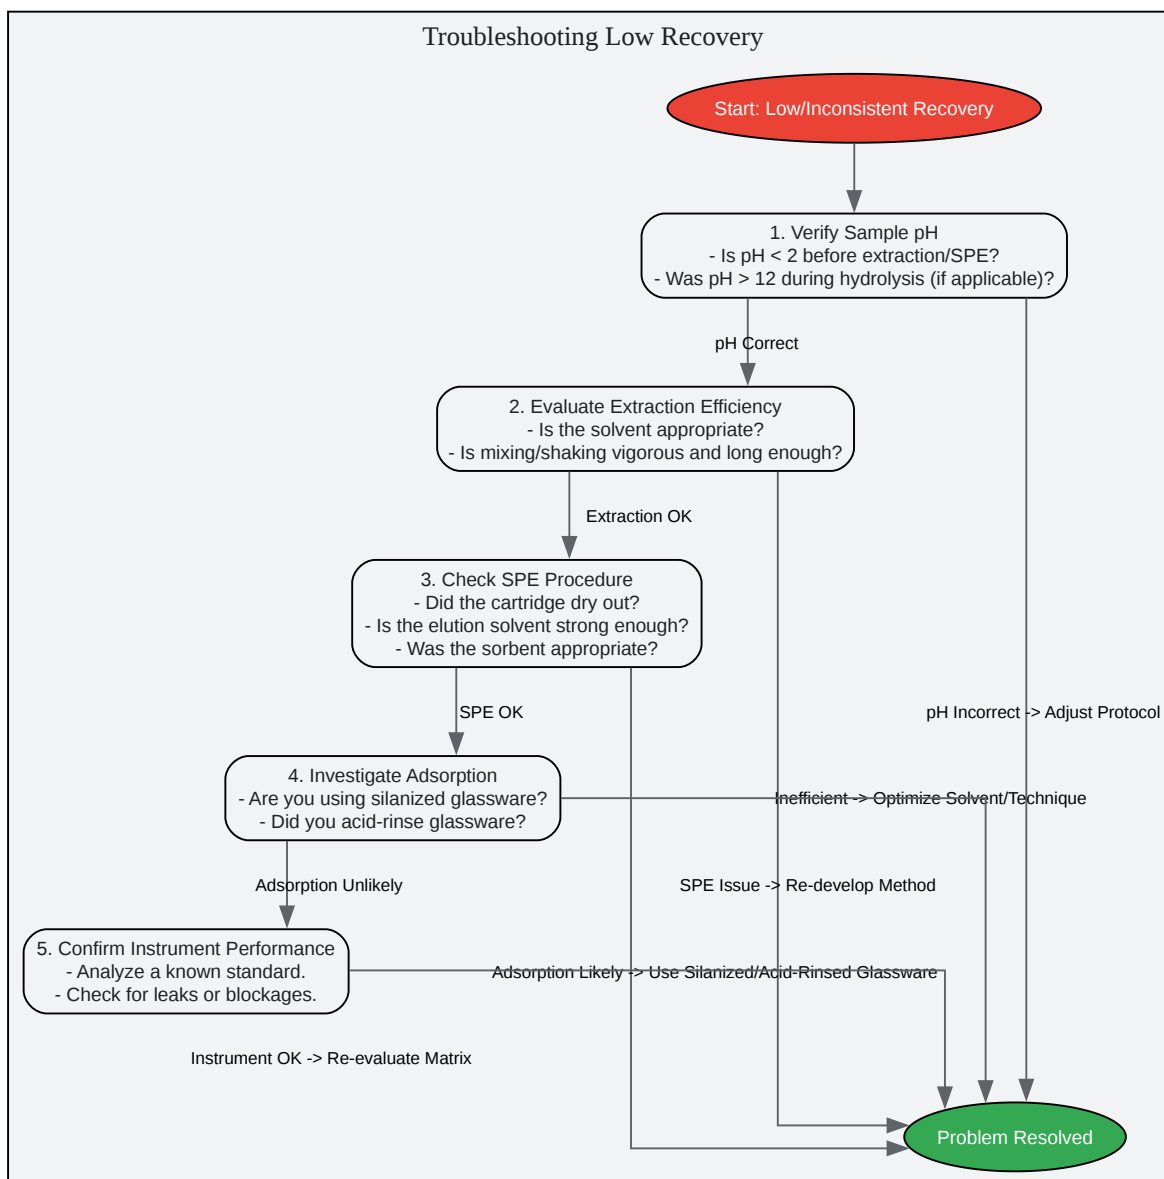 Troubleshooting Low Recovery
Start: Low/Inconsistent Recovery
1. Verify Sample pH
- Is pH < 2 before extraction/SPE?
- Was pH > 12 during hydrolysis (if applicable)?
pH Correct
2. Evaluate Extraction Efficiency
- Is the solvent appropriate?
- Is mixing/shaking vigorous and long enough?
Extraction OK
3. Check SPE Procedure
- Did the cartridge dry out?
- Is the elution solvent strong enough?
- Was the sorbent appropriate?
SPE OK
pH Incorrect -> Adjust Protocol
4. Investigate Adsorption
- Are you using silanized glassware?
- Did you acid-rinse glassware?
Inefficient -> Optimize Solvent/Technique
Adsorption Unlikely
SPE Issue -> Re-develop Method
5. Confirm Instrument Performance
- Analyze a known standard.
- Check for leaks or blockages.
Adsorption Likely -> Use Silanized/Acid-Rinsed Glassware
Instrument OK -> Re-evaluate Matrix
Problem Resolved